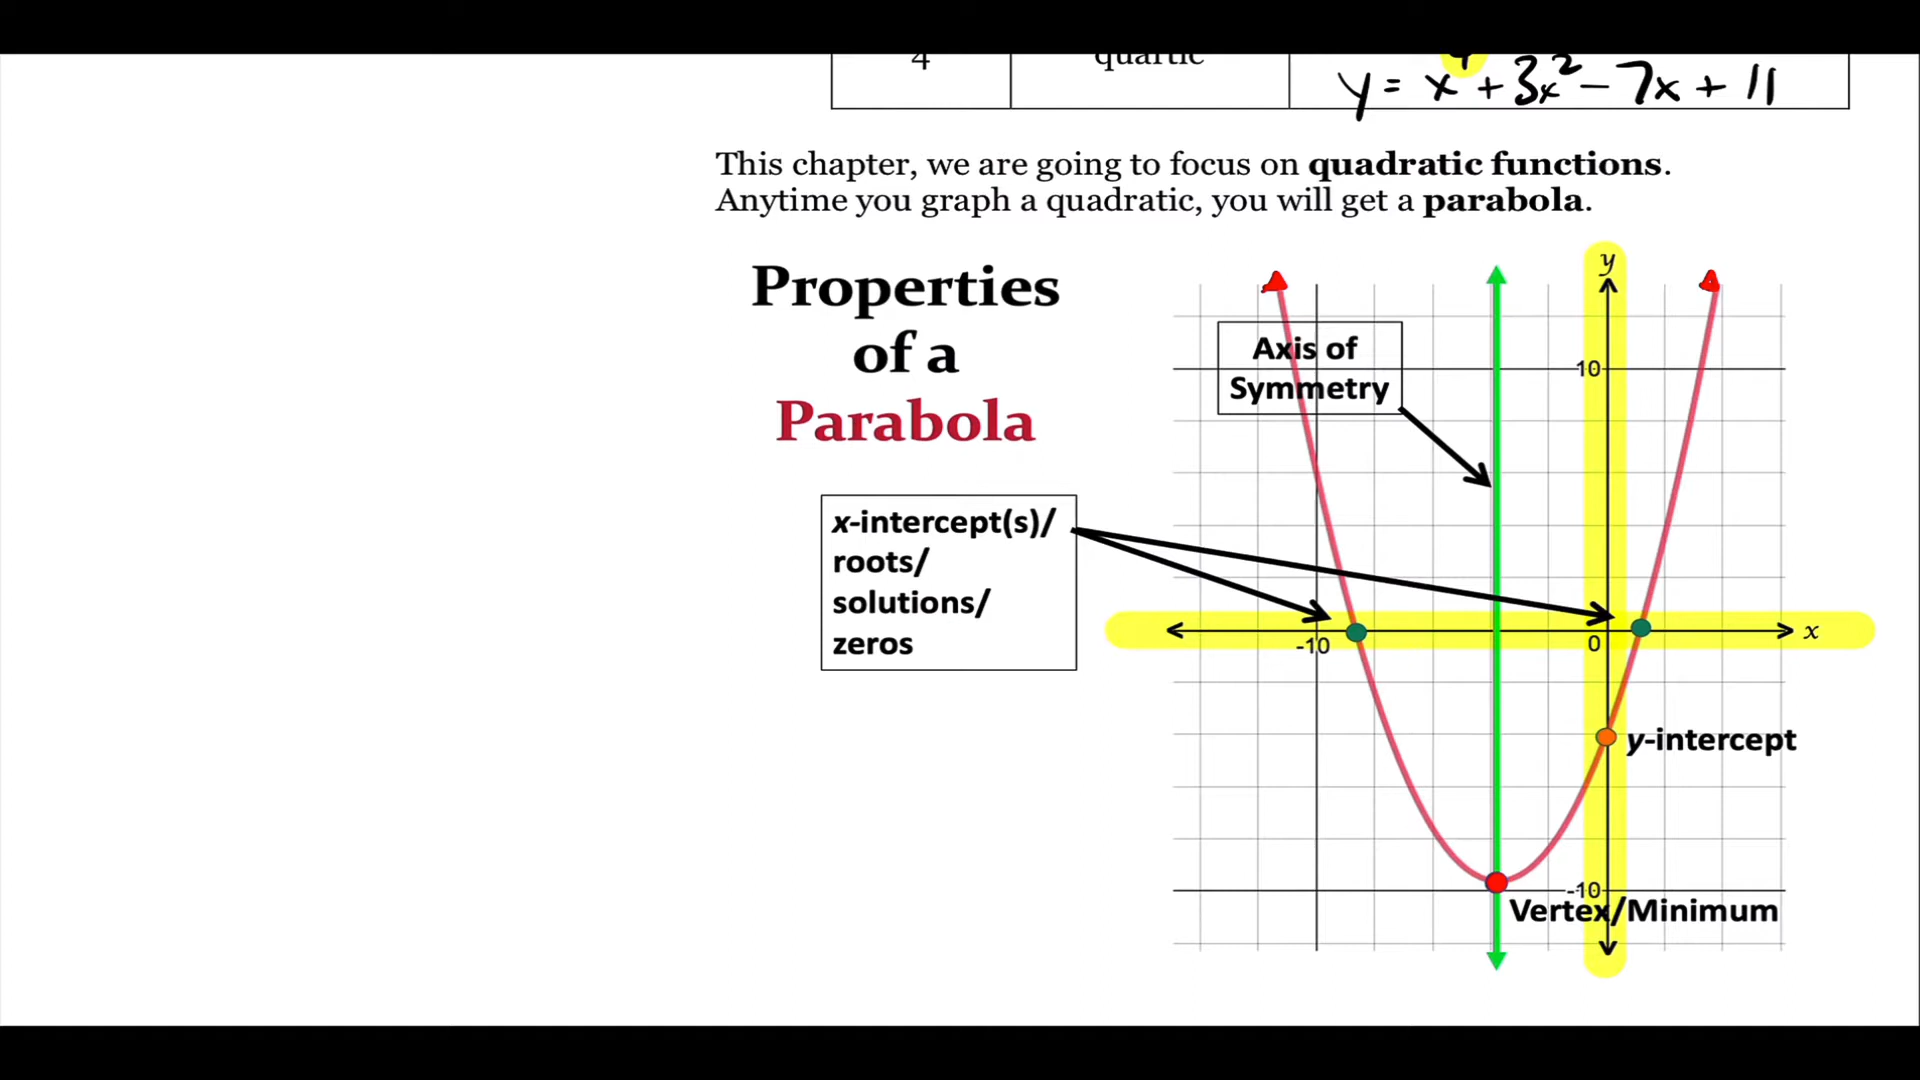 4 quartic y = x⁴ + 3x² − 7x + 11
This chapter, we are going to focus on quadratic functions.
Anytime you graph a quadratic, you will get a parabola.
Properties
of a
Parabola
y
Axis of
Symmetry
10
x-intercept(s)/
roots/
solutions/
zeros
-10 0 x
y-intercept
-10
Vertex/Minimum